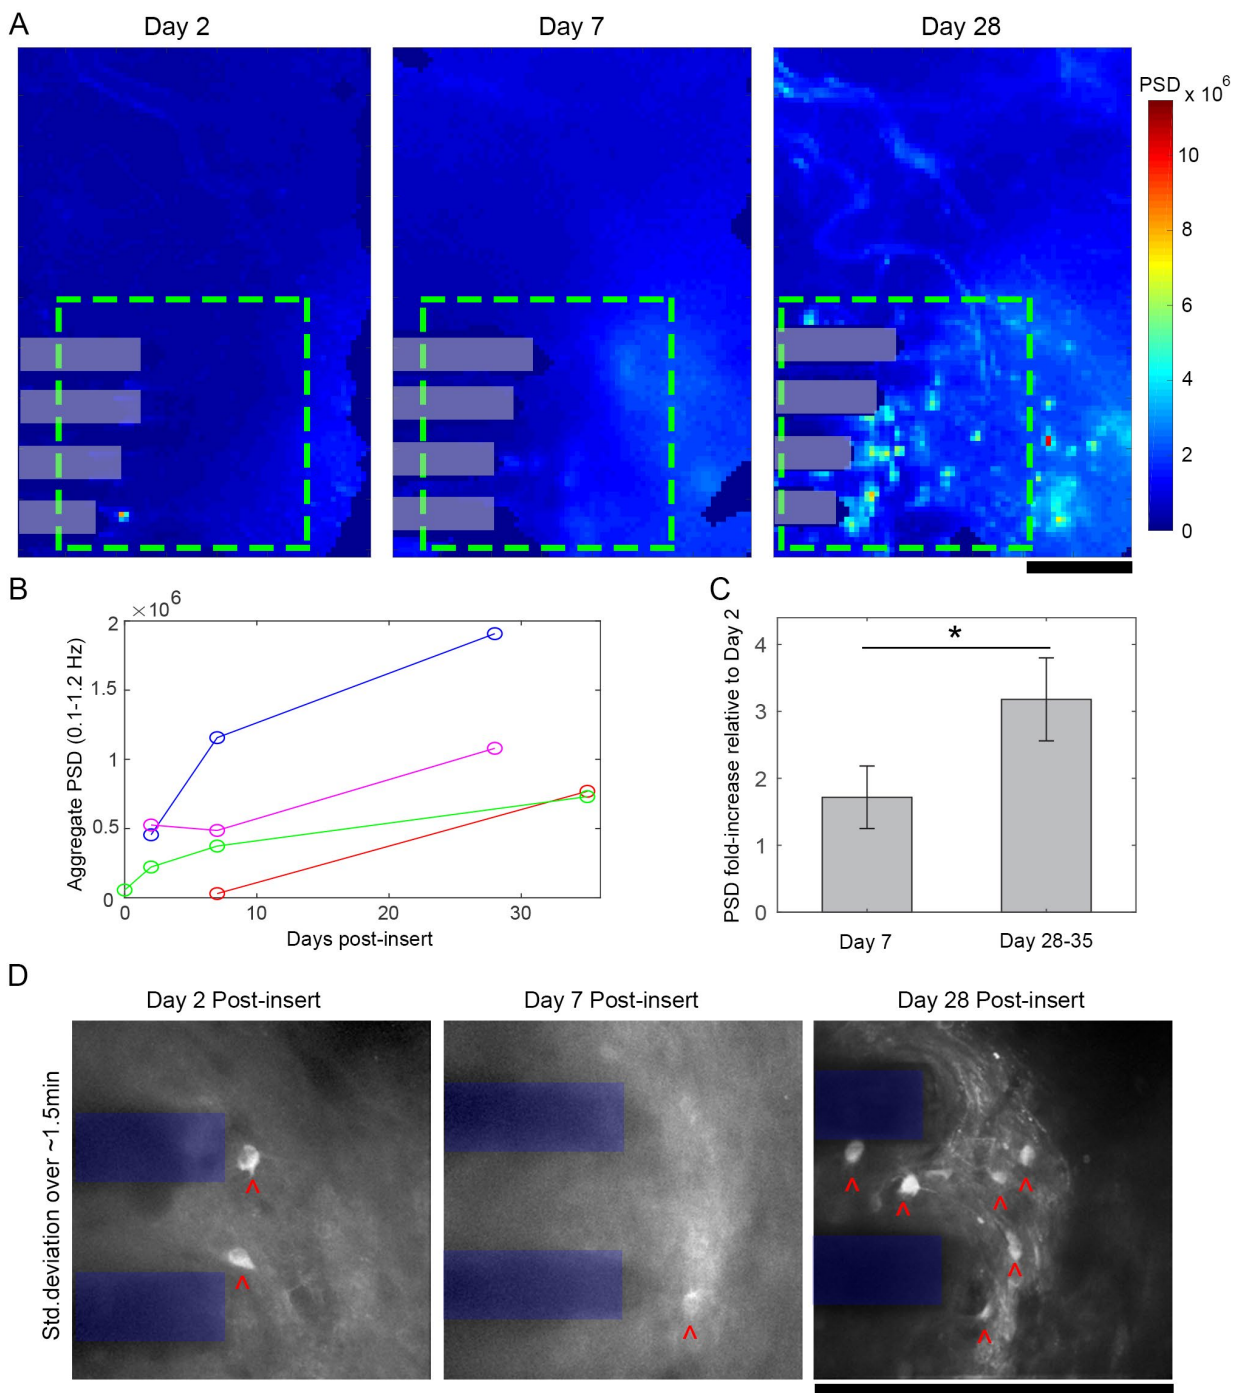 A
Day 2
Day 7
Day 28
PSD x 10^6
10
8
6
4
2
0
B
×10^6
2
1.5
1
0.5
0
0
10
20
30
Aggregate PSD (0.1-1.2 Hz)
Days post-insert
C
PSD fold-increase relative to Day 2
4
3
2
1
0
*
Day 7
Day 28-35
D
Day 2 Post-insert
Day 7 Post-insert
Day 28 Post-insert
Std.deviation over ~1.5min
^
^
^
^
^
^
^
^
^